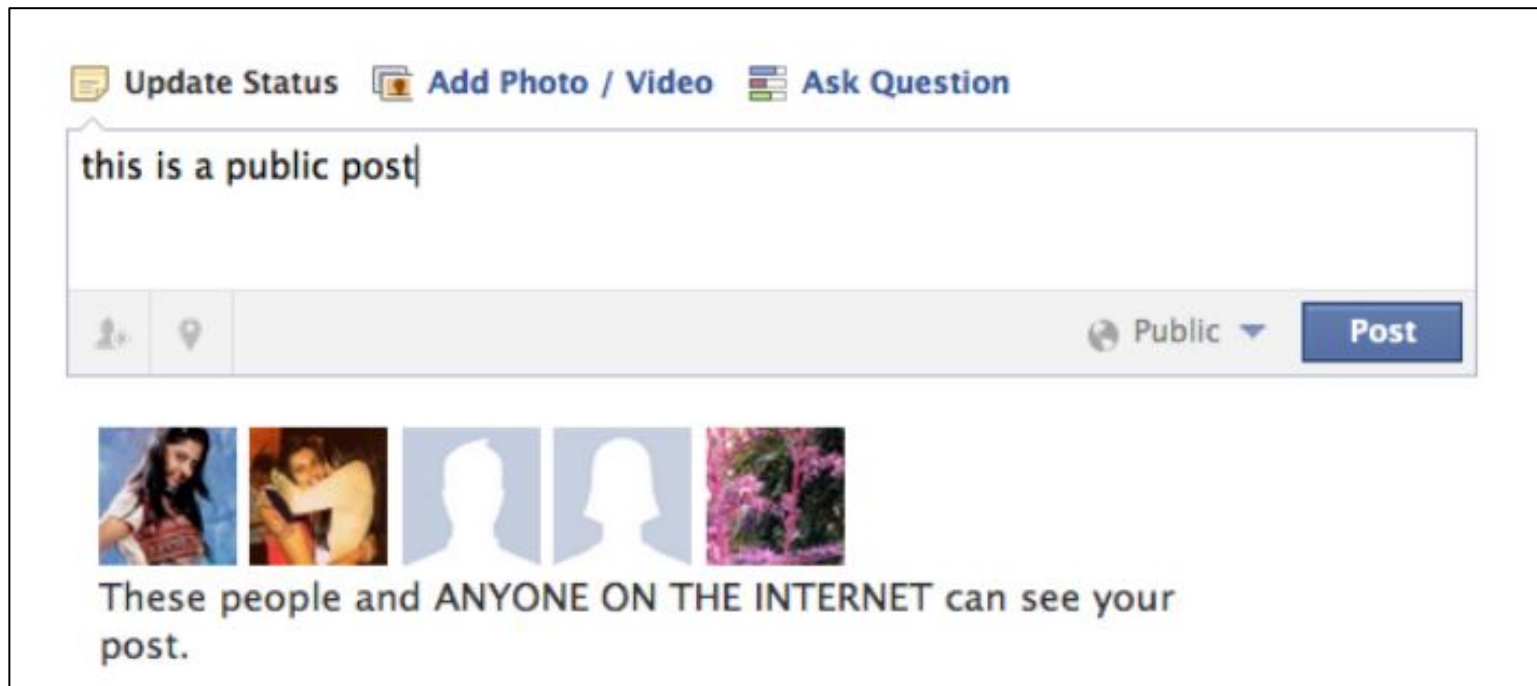 Update Status Add Photo / Video Ask Question
this is a public post
Public Post
These people and ANYONE ON THE INTERNET can see your
post.